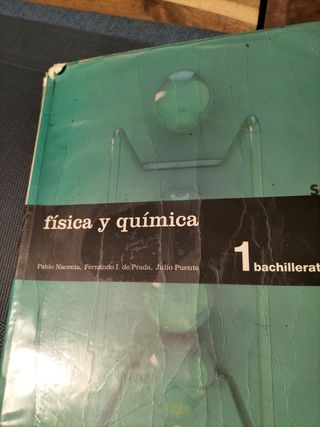 física y química
Pablo Nacenta, Fernando I. de Prada, Julio Puente
1 bachillerat